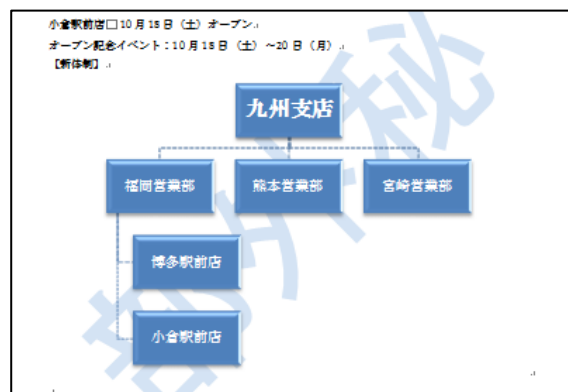 小倉駅前店□10月18日（土）オープン
オープン記念イベント：10月18日（土）～20日（月）
【新体制】
九州支店
福岡営業部
熊本営業部
宮崎営業部
博多駅前店
小倉駅前店
部外秘